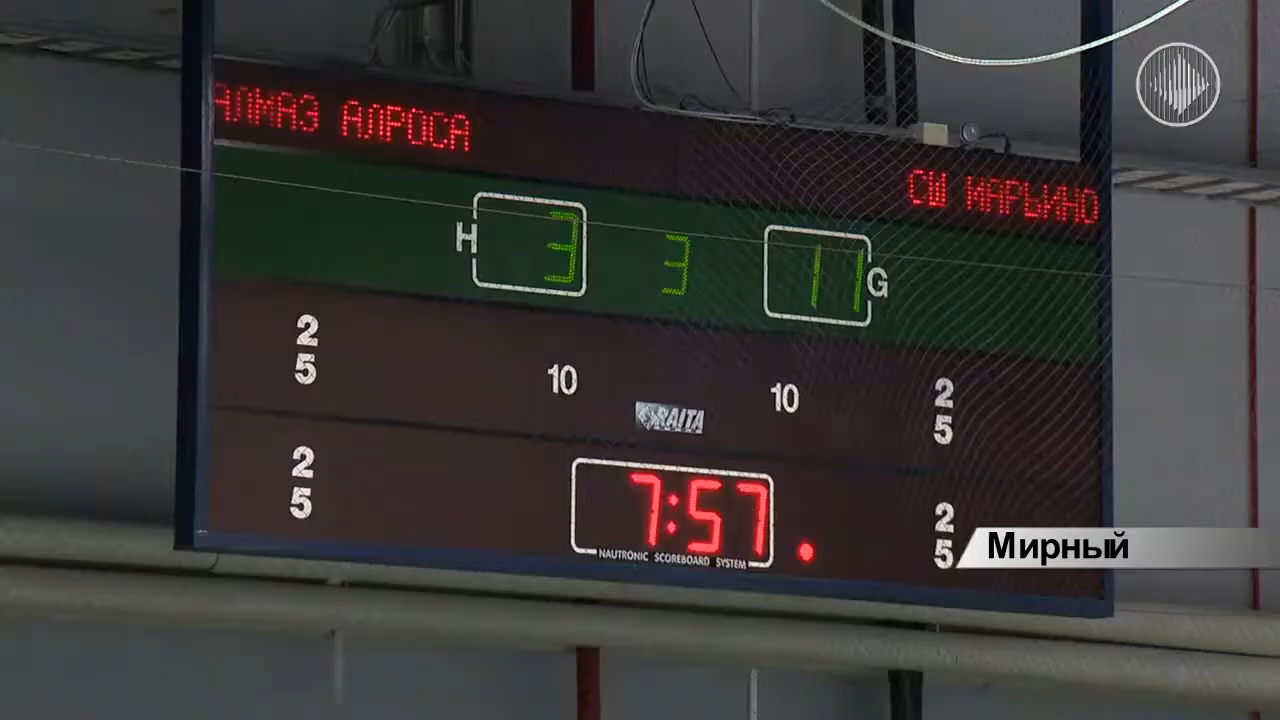 АЛМАЗ АЛРОСА
СШ МАРЬИНО
H 3 3 11 G
2 5
10
10
2 5
RAITA
2 5
7:57
2 5
NAUTRONIC SCOREBOARD SYSTEM
Мирный